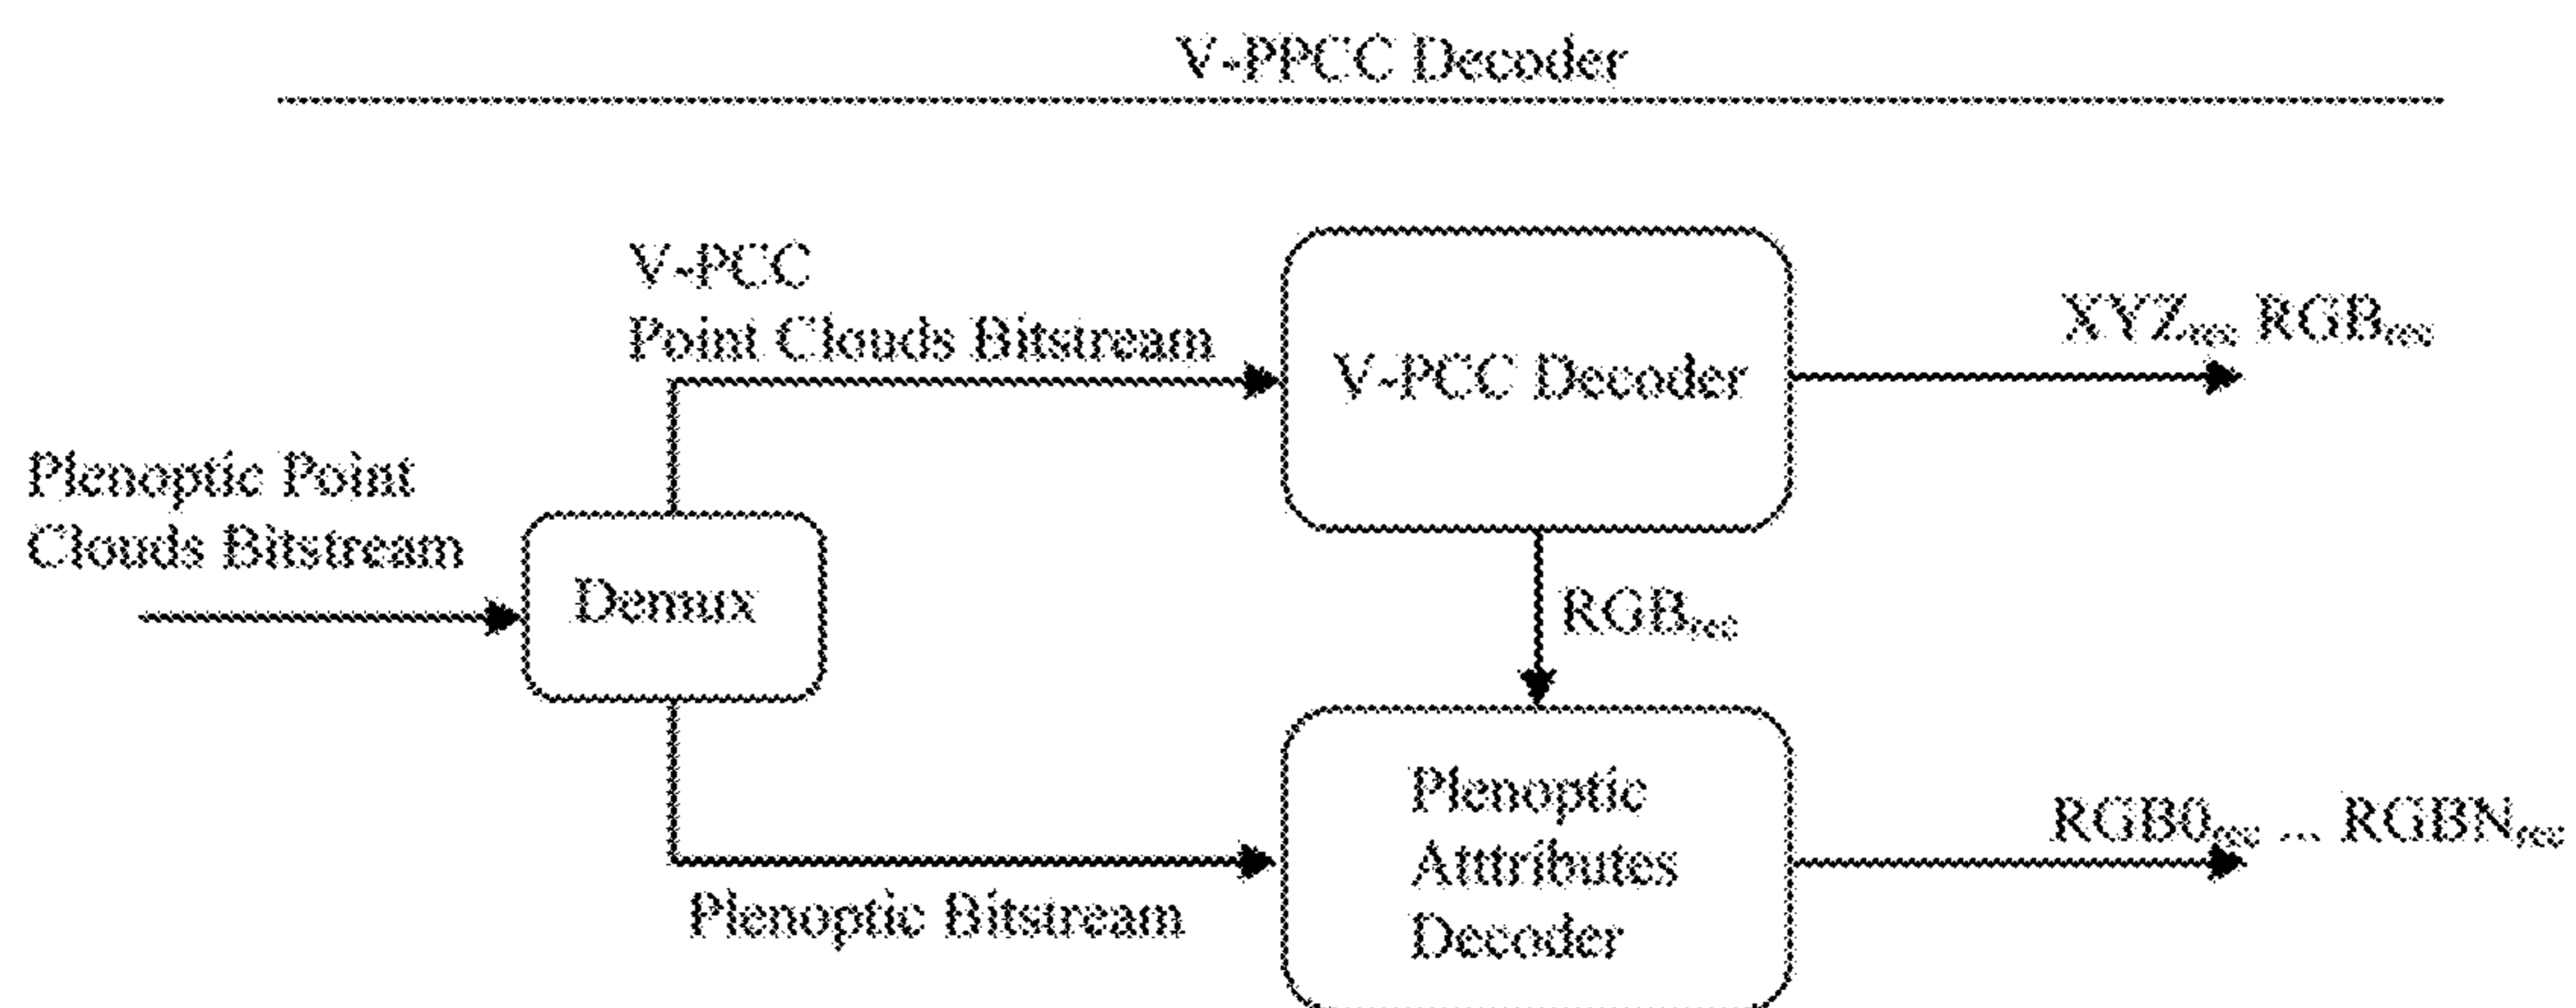 V-PPCC Decoder
V-PCC
Point Clouds Bitstream
V-PCC Decoder
XYZrec RGBrec
Plenoptic Point
Clouds Bitstream
Demux
RGBrec
Plenoptic
Atttributes
Decoder
RGB0rec ... RGBNrec
Plenoptic Bitstream